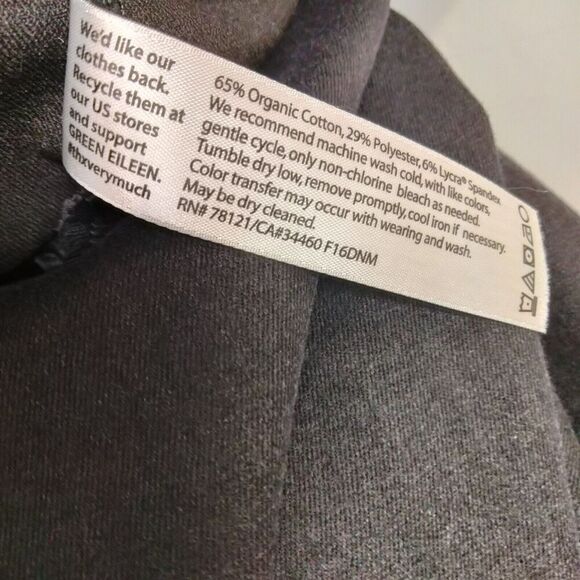 We'd like our
clothes back.
Recycle them at
our US stores
and support
GREEN EILEEN.
#thxverymuch
65% Organic Cotton, 29% Polyester, 6% Lycra® Spandex
We recommend machine wash cold, with like colors,
gentle cycle, only non-chlorine bleach as needed.
Tumble dry low, remove promptly, cool iron if necessary.
Color transfer may occur with wearing and wash.
May be dry cleaned.
RN# 78121/CA#34460 F16DNM